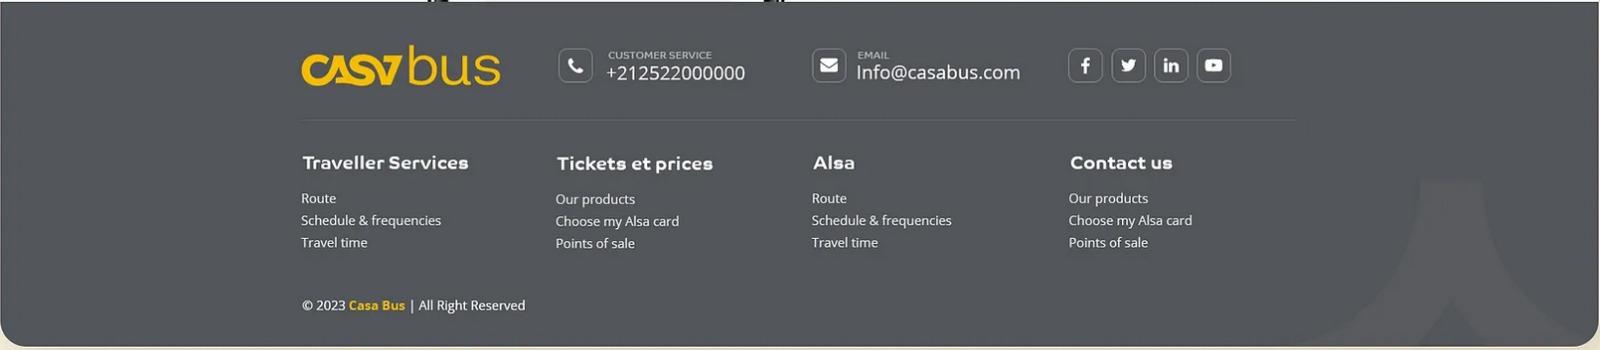 CASA bus
CUSTOMER SERVICE
+212522000000
EMAIL
Info@casabus.com
Traveller Services
Route
Schedule & frequencies
Travel time
Tickets et prices
Our products
Choose my Alsa card
Points of sale
Alsa
Route
Schedule & frequencies
Travel time
Contact us
Our products
Choose my Alsa card
Points of sale
© 2023 Casa Bus | All Right Reserved